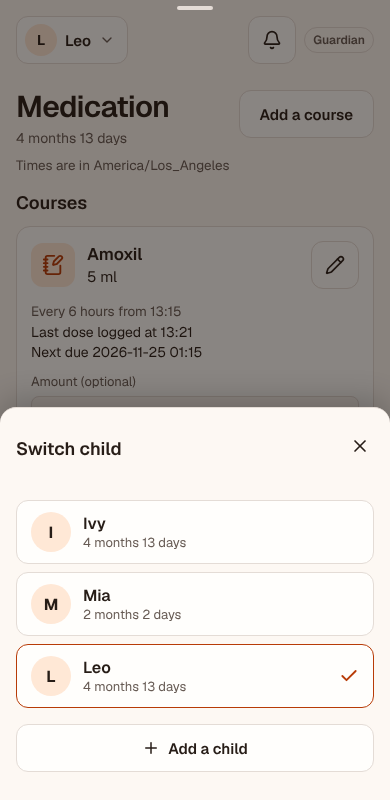 L Leo
Guardian
Medication
Add a course
4 months 13 days
Times are in America/Los_Angeles
Courses
Amoxil
5 ml
Every 6 hours from 13:15
Last dose logged at 13:21
Next due 2026-11-25 01:15
Amount (optional)
Switch child
I
Ivy
4 months 13 days
M
Mia
2 months 2 days
L
Leo
4 months 13 days
Add a child